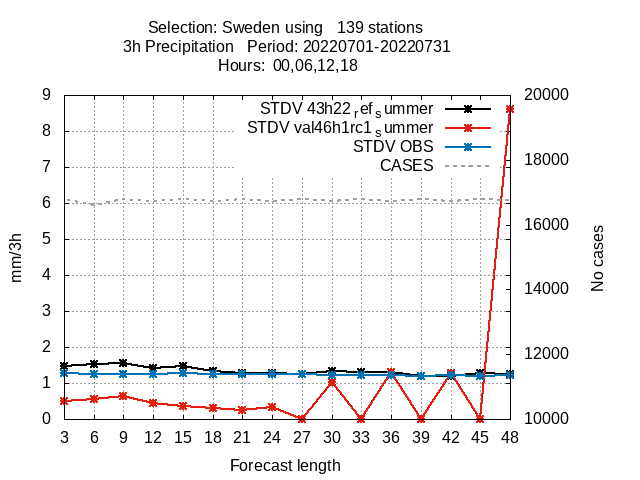 Selection: Sweden using 139 stations
3h Precipitation Period: 20220701-20220731
Hours: 00,06,12,18
STDV 43h22refsummer
STDV val46h1rc1summer
STDV OBS
CASES
9
8
7
6
5
4
3
2
1
0
mm/3h
20000
18000
16000
14000
12000
10000
No cases
3 6 9 12 15 18 21 24 27 30 33 36 39 42 45 48
Forecast length